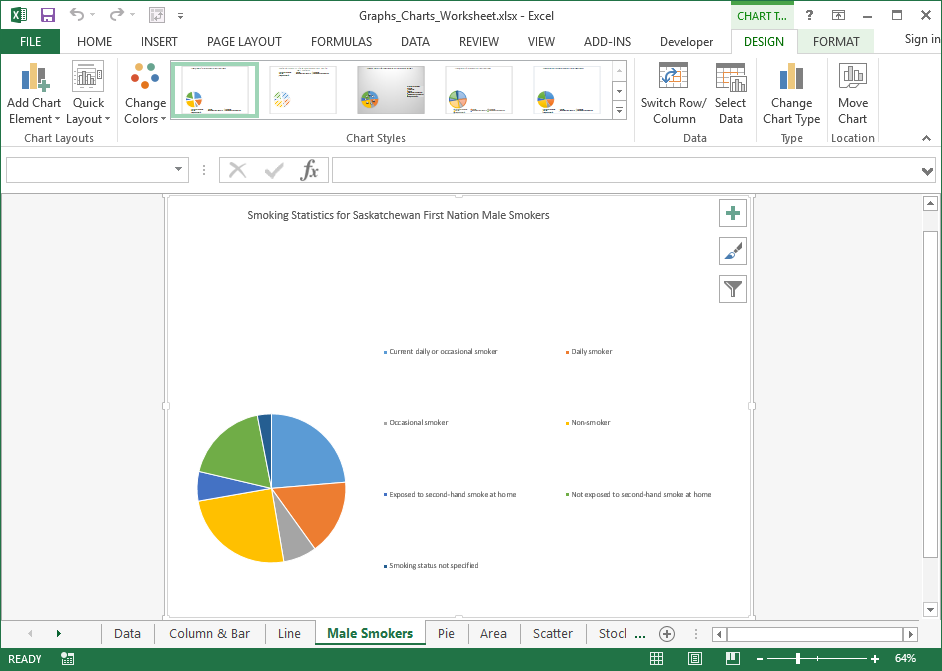 Graphs_Charts_Worksheet.xlsx - Excel
CHART T...
?
FILE
HOME
INSERT
PAGE LAYOUT
FORMULAS
DATA
REVIEW
VIEW
ADD-INS
Developer
DESIGN
FORMAT
Sign in
Add Chart
Element
Quick
Layout
Change
Colors
Switch Row/
Column
Select
Data
Change
Chart Type
Move
Chart
Chart Layouts
Chart Styles
Data
Type
Location
fx
Smoking Statistics for Saskatchewan First Nation Male Smokers
Current daily or occasional smoker
Daily smoker
Occasional smoker
Non-smoker
Exposed to second-hand smoke at home
Not exposed to second-hand smoke at home
Smoking status not specified
Data
Column & Bar
Line
Male Smokers
Pie
Area
Scatter
Stocl ...
READY
64%